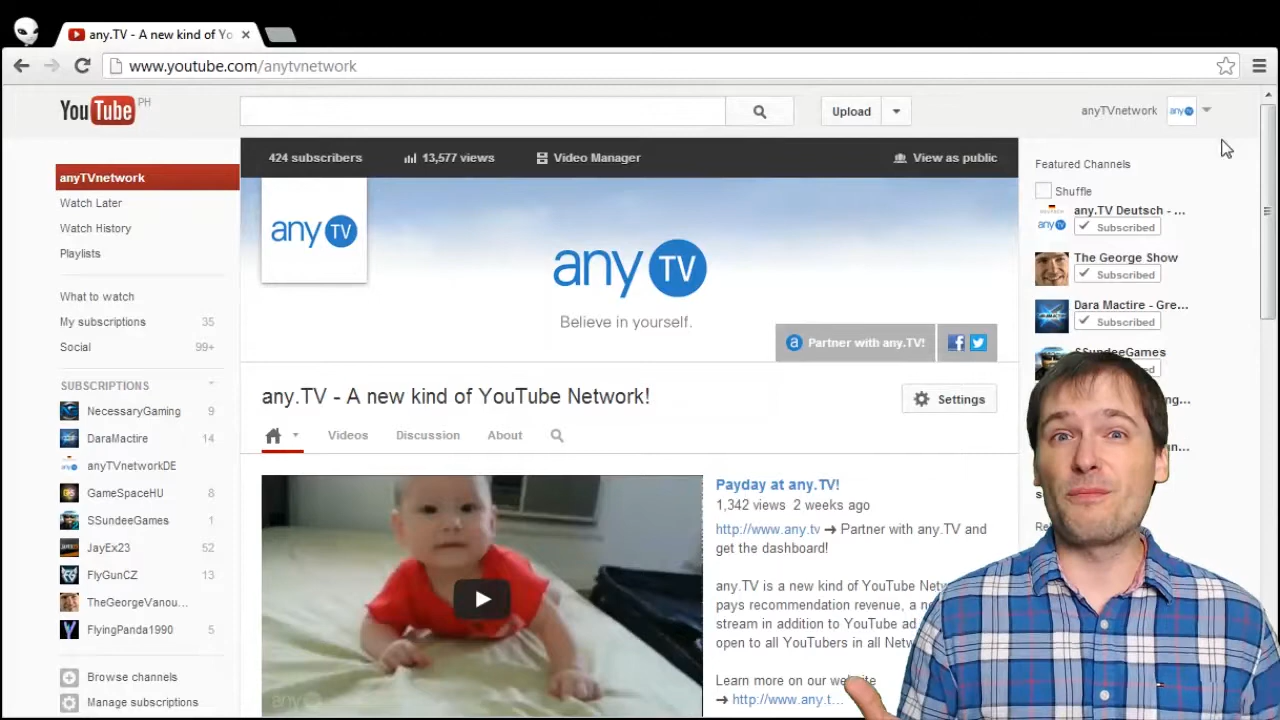 any.TV - A new kind of Yo
www.youtube.com/anytvnetwork
YouTube PH
Upload
anyTVnetwork
any TV
424 subscribers
13,577 views
Video Manager
View as public
anyTVnetwork
Watch Later
Watch History
Playlists
What to watch
My subscriptions 35
Social 99+
SUBSCRIPTIONS
NecessaryGaming 9
DaraMactire 14
anyTVnetworkDE
GameSpaceHU 8
SSundeeGames 1
JayEx23 52
FlyGunCZ 13
TheGeorgeVanou...
FlyingPanda1990 5
Browse channels
Manage subscriptions
any TV
any TV
Believe in yourself.
Partner with any.TV!
any.TV - A new kind of YouTube Network!
Settings
Videos
Discussion
About
Payday at any.TV!
1,342 views 2 weeks ago
http://www.any.tv → Partner with any.TV and
get the dashboard!
any.TV is a new kind of YouTube
pays recommendation revenue, a
stream in addition to YouTube ad
open to all YouTubers in all
Learn more on our website
→ http://www.any.t...
Featured Channels
Shuffle
any.TV Deutsch - ...
Subscribed
The George Show
Subscribed
Dara Mactire - Gre...
Subscribed
SSundeeGames